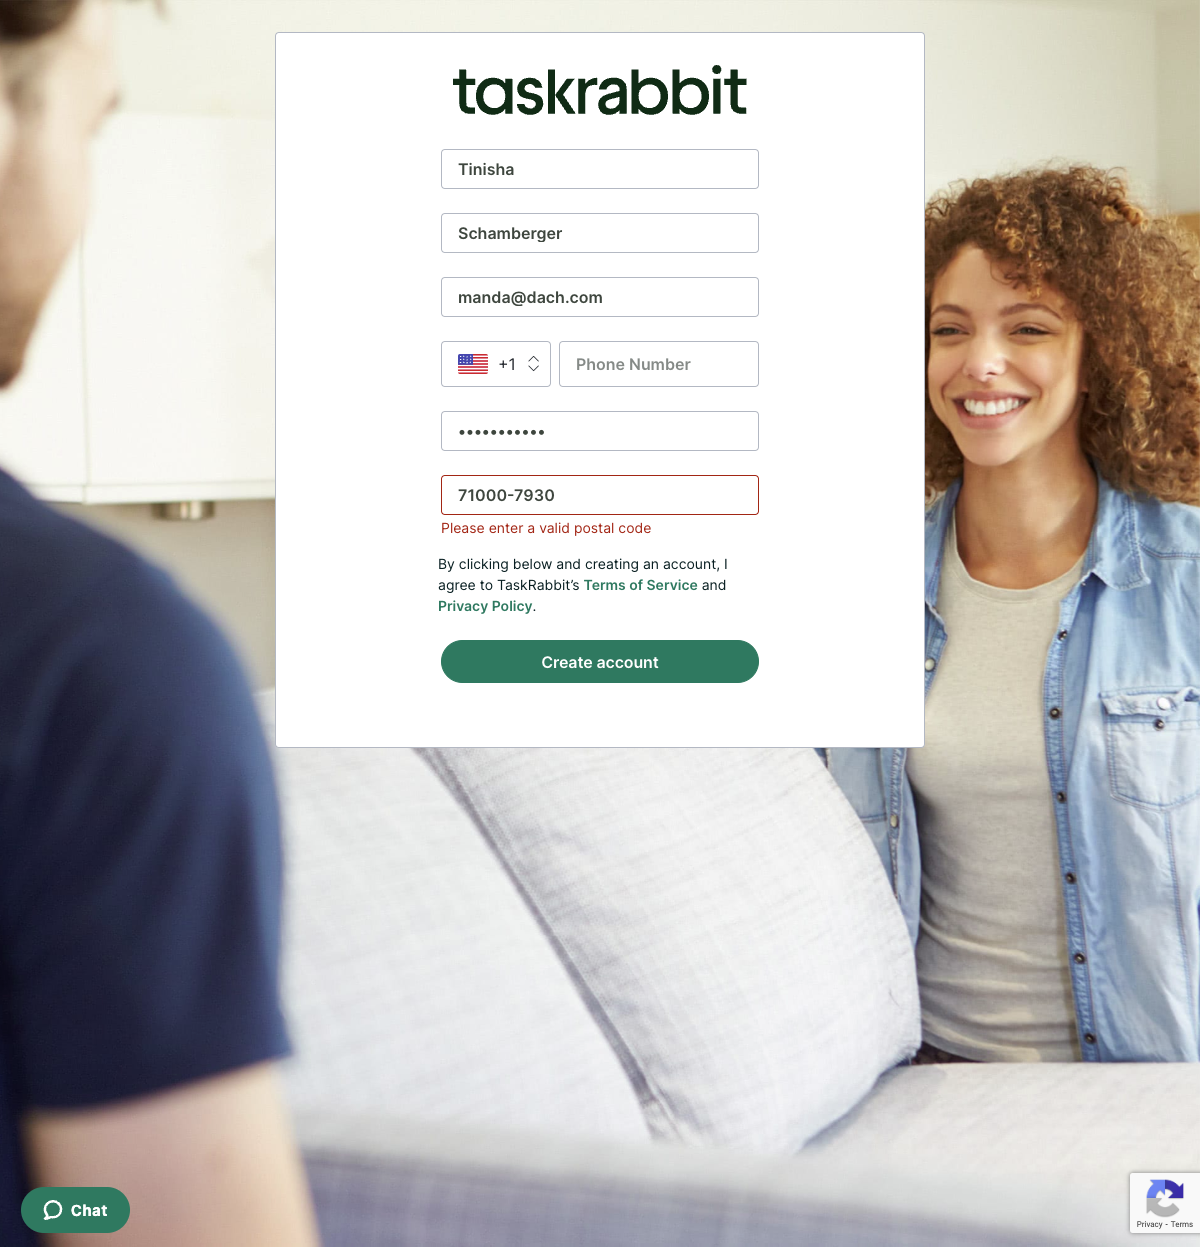 taskrabbit
Tinisha
Schamberger
manda@dach.com
+1
Phone Number
•••••••••••
71000-7930
Please enter a valid postal code
By clicking below and creating an account, I
agree to TaskRabbit’s Terms of Service and
Privacy Policy.
Create account
Chat
Privacy - Terms